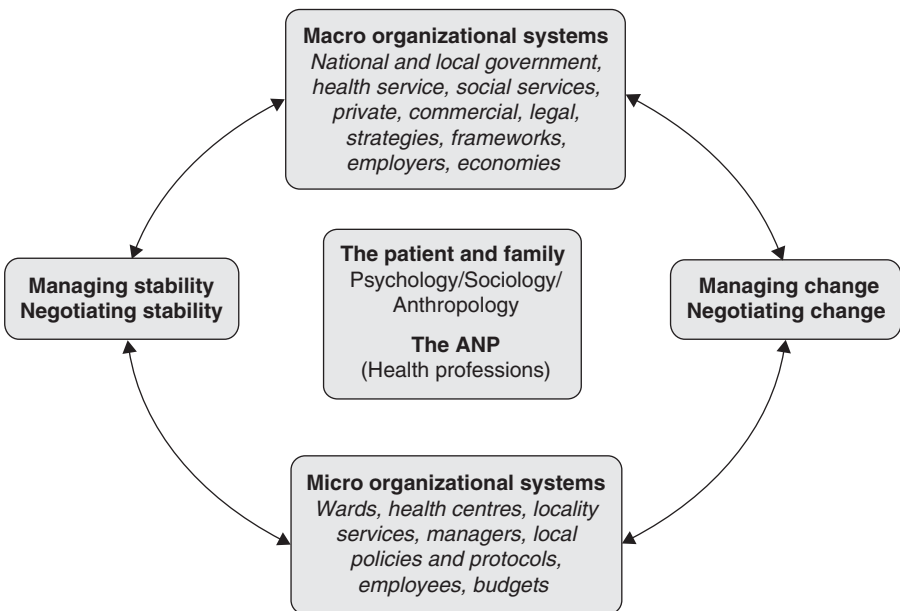 Macro organizational systems
National and local government,
health service, social services,
private, commercial, legal,
strategies, frameworks,
employers, economies
The patient and family
Psychology/Sociology/
Anthropology
The ANP
(Health professions)
Managing stability
Negotiating stability
Managing change
Negotiating change
Micro organizational systems
Wards, health centres, locality
services, managers, local
policies and protocols,
employees, budgets